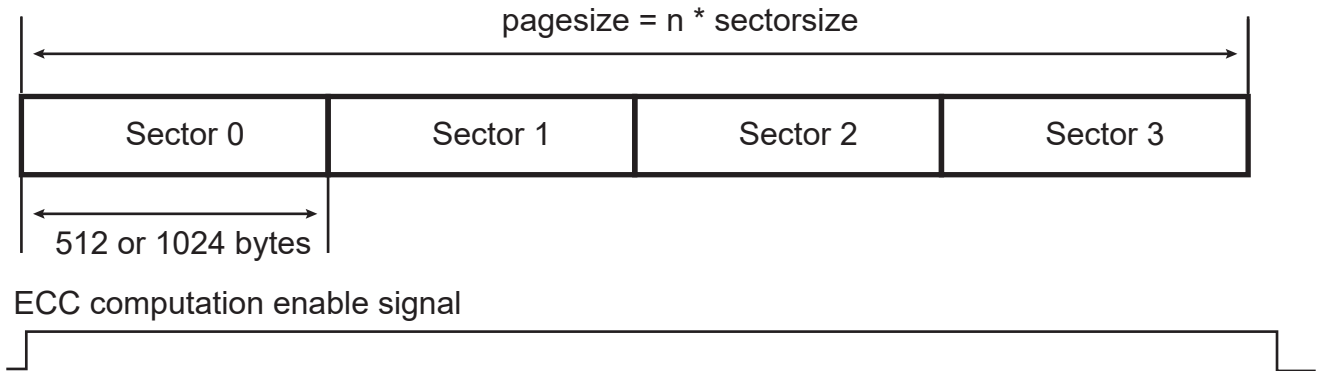 pagesize = n * sectorsize
Sector 0 Sector 1 Sector 2 Sector 3
512 or 1024 bytes
ECC computation enable signal